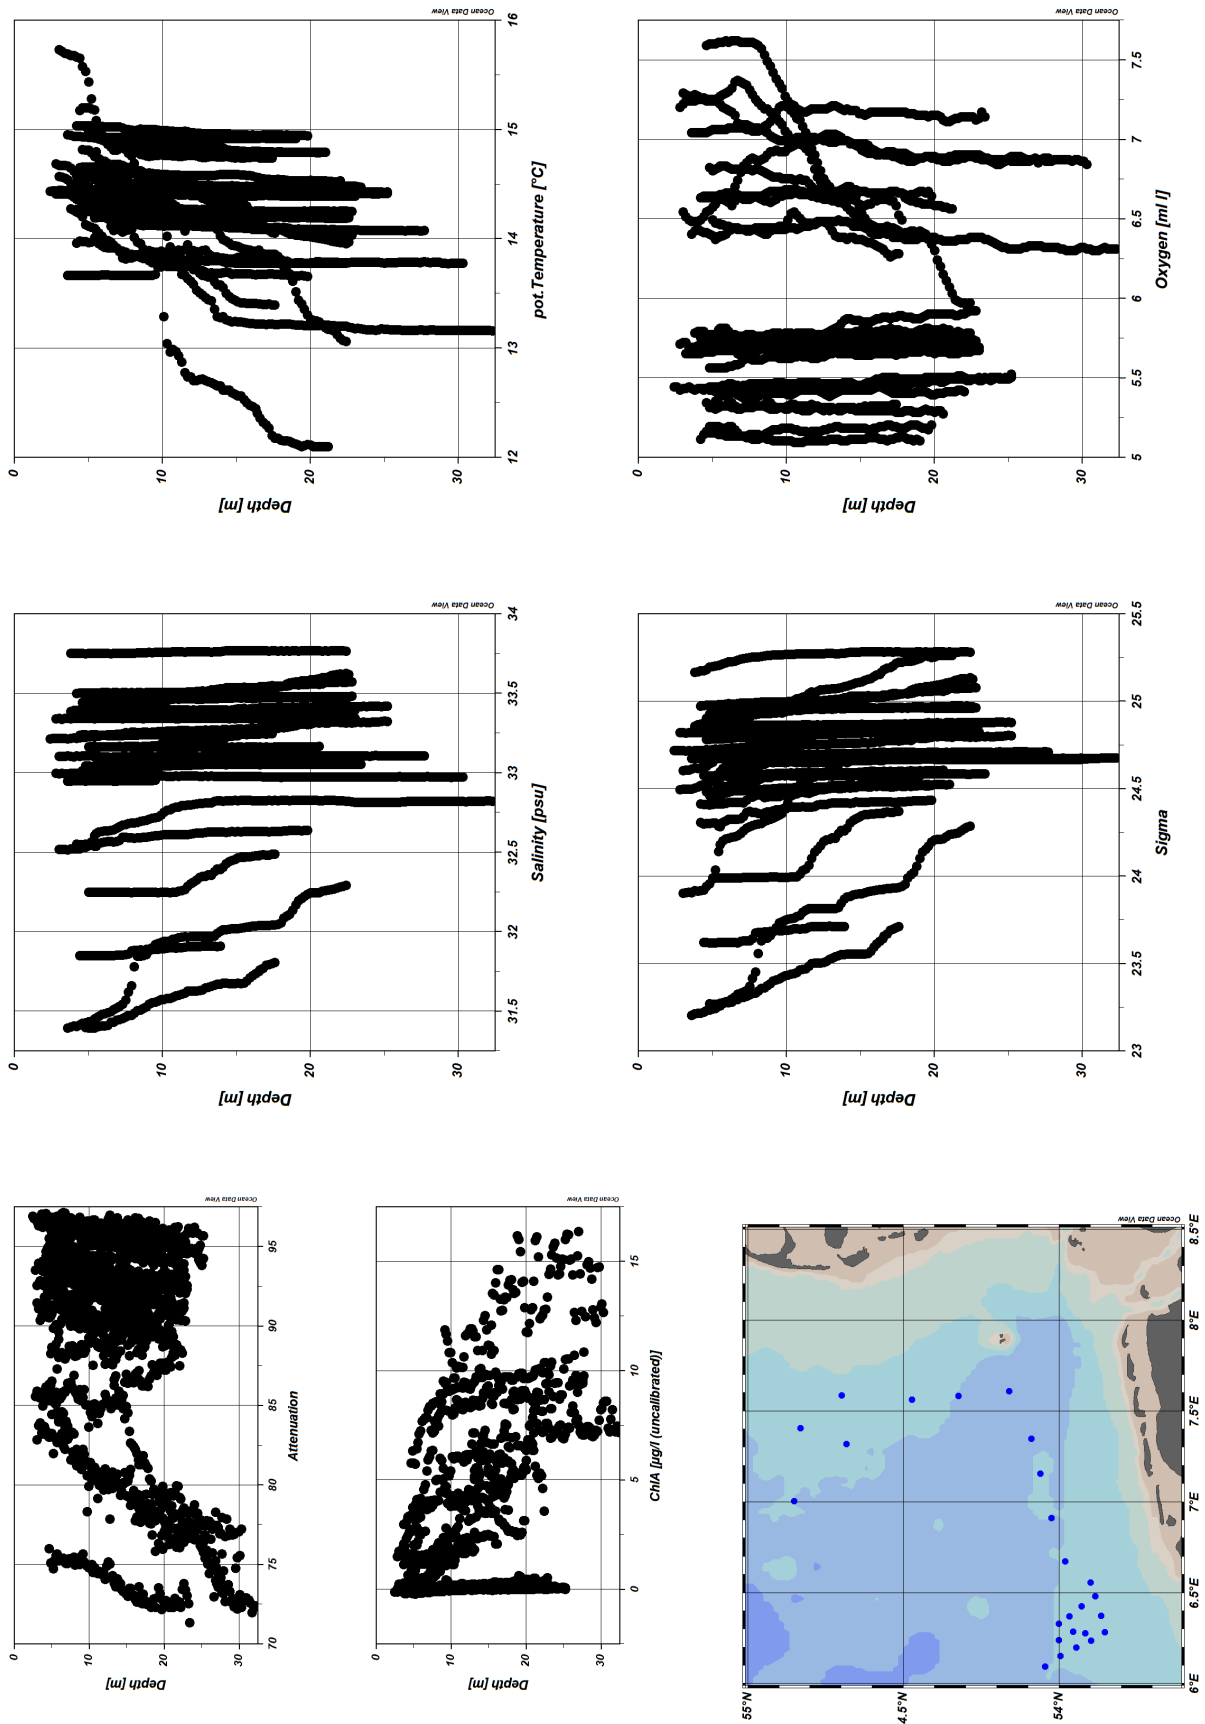 Ocean Data View
0
10
20
30
Depth [m]
70
75
80
85
90
95
Attenuation
Ocean Data View
0
10
20
30
Depth [m]
0
5
10
15
ChlA [µg/l (uncalibrated)]
55°N
4.5°N
54°N
6°E
6.5°E
7°E
7.5°E
8°E
8.5°E
Ocean Data View
Ocean Data View
0
10
20
30
Depth [m]
31.5
32
32.5
33
33.5
34
Salinity [psu]
Ocean Data View
0
10
20
30
Depth [m]
23
23.5
24
24.5
25
25.5
Sigma
Ocean Data View
0
10
20
30
Depth [m]
12
13
14
15
16
pot.Temperature [°C]
Ocean Data View
0
10
20
30
Depth [m]
5
5.5
6
6.5
7
7.5
Oxygen [ml l]